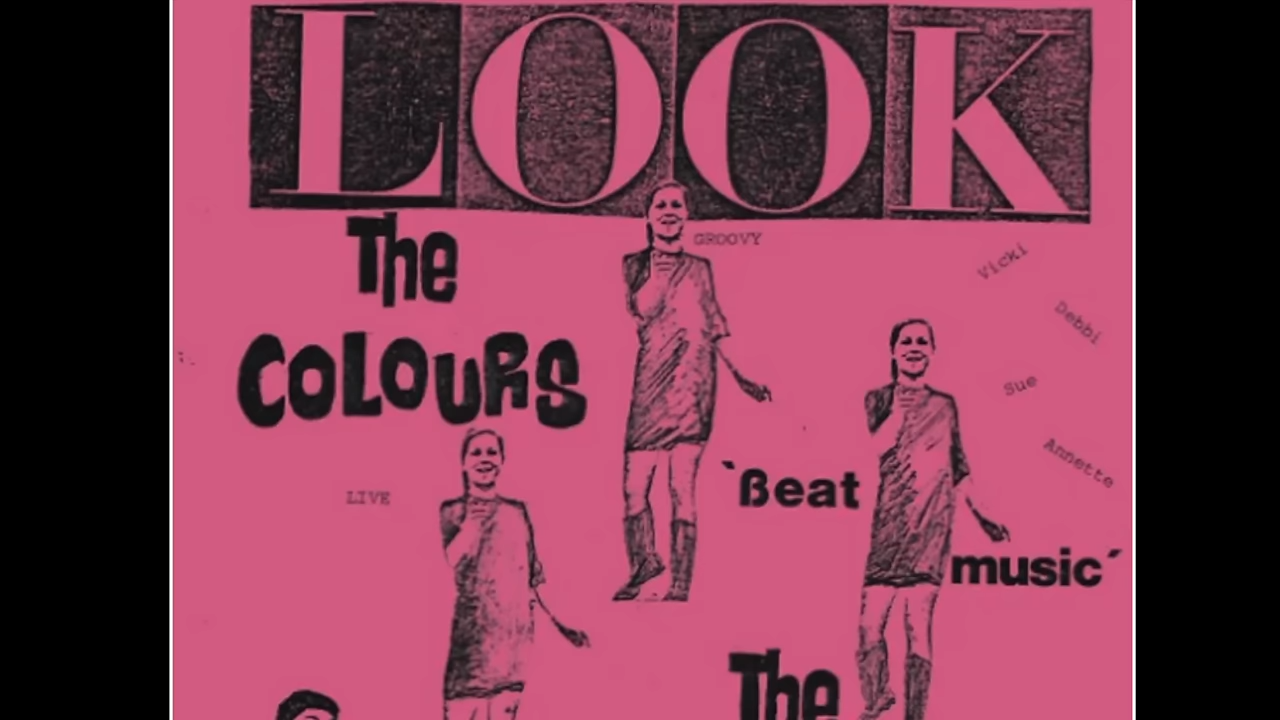 LOOK
The
GROOVY
COLOURS
Vicki
Debbi
Sue
Annette
LIVE
`Beat
music´
The